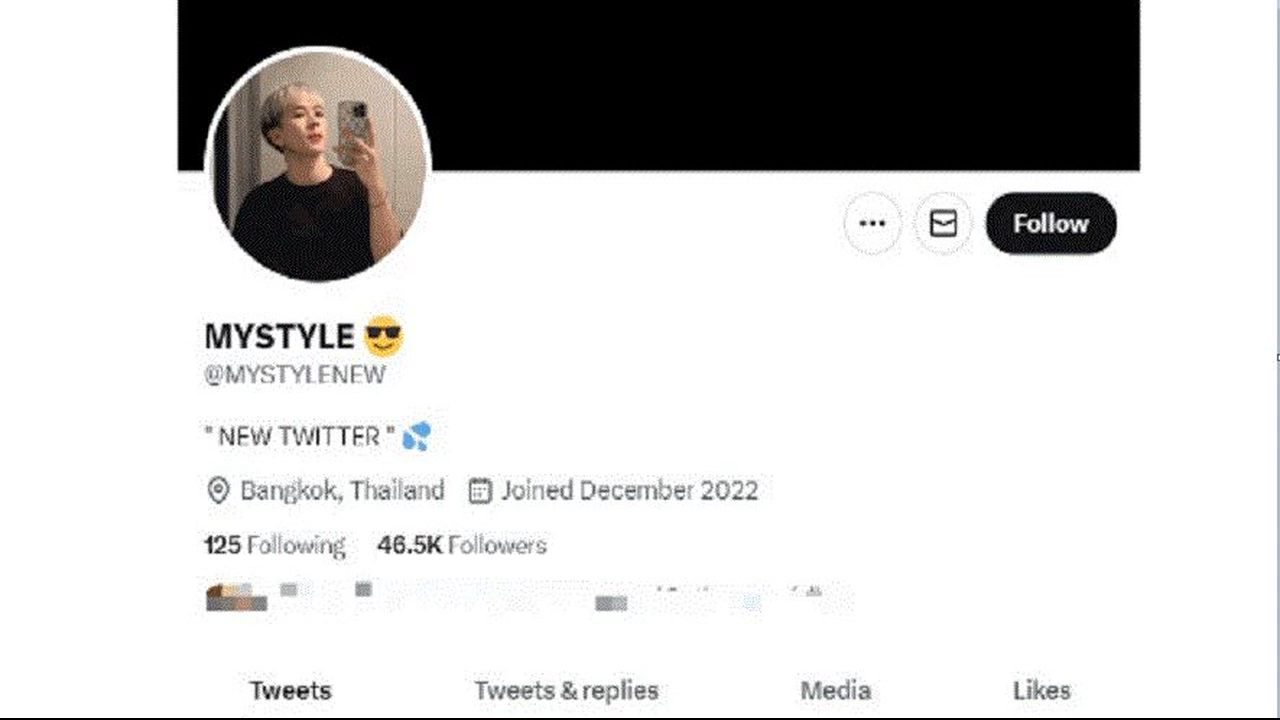 Follow
MYSTYLE 😎
@MYSTYLENEW
" NEW TWITTER " 💦
Bangkok, Thailand Joined December 2022
125 Following 46.5K Followers
Tweets Tweets & replies Media Likes